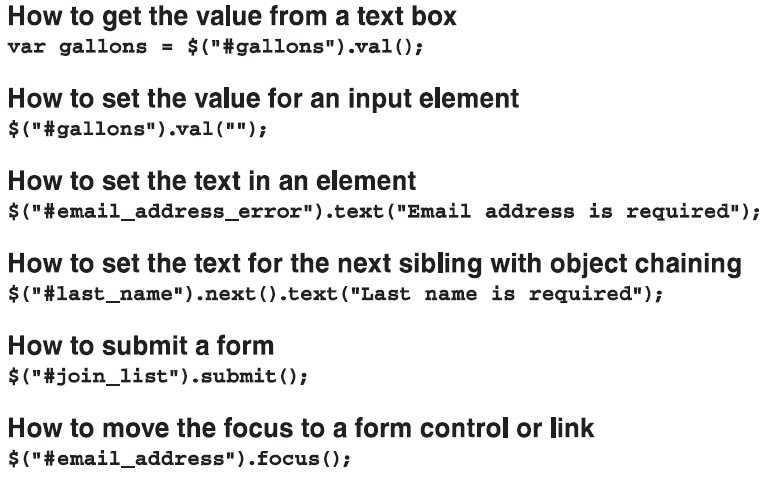 How to get the value from a text box
var gallons = $("#gallons").val();
How to set the value for an input element
$("#gallons").val("");
How to set the text in an element
$("#email_address_error").text("Email address is required");
How to set the text for the next sibling with object chaining
$("#last_name").next().text("Last name is required");
How to submit a form
$("#join_list").submit();
How to move the focus to a form control or link
$("#email_address").focus();